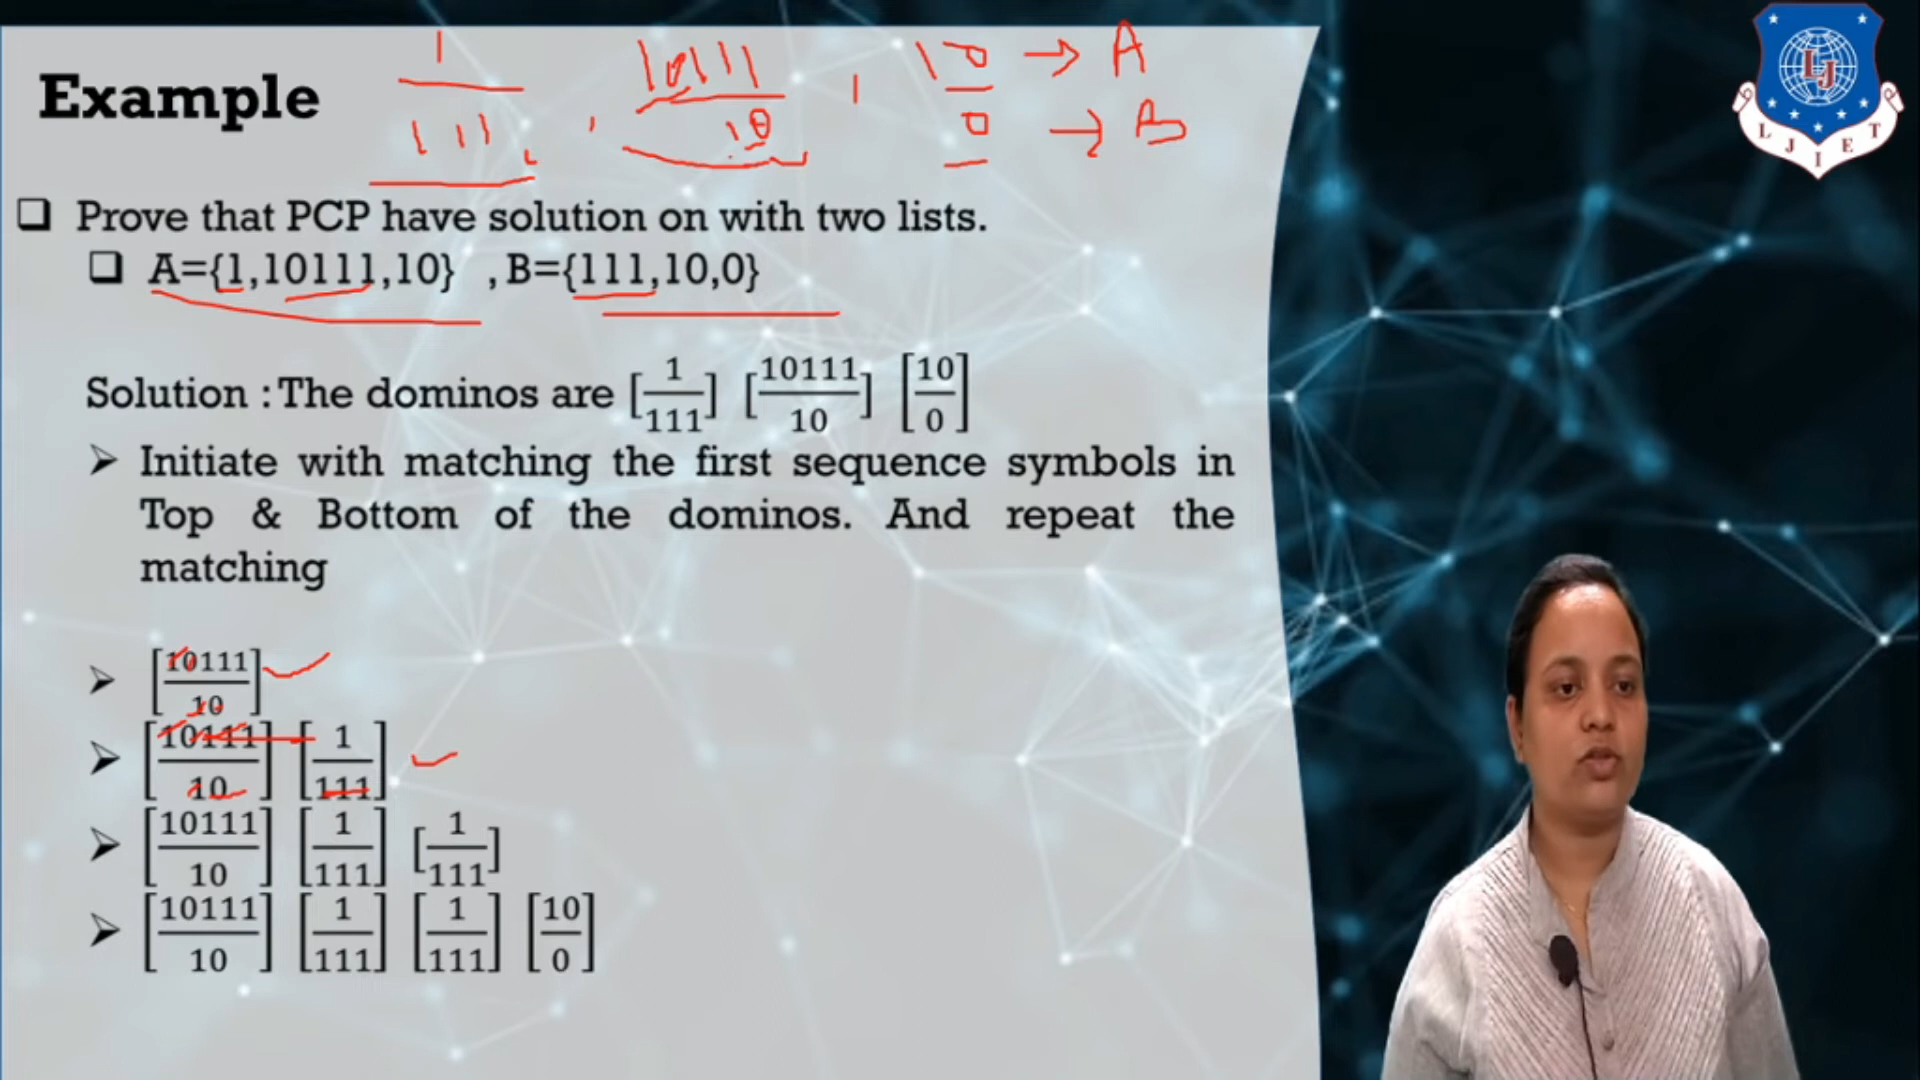 1
111
,
10111
10
,
10 → A
0 → B
Example
❑ Prove that PCP have solution on with two lists.
❑ A={1,10111,10} , B={111,10,0}
Solution : The dominos are [1/111] [10111/10] [10/0]
➢ Initiate with matching the first sequence symbols in
Top & Bottom of the dominos. And repeat the
matching
➢ [10111/10]
➢ [10111/10] [1/111]
➢ [10111/10] [1/111] [1/111]
➢ [10111/10] [1/111] [1/111] [10/0]
LJ
L J I E T